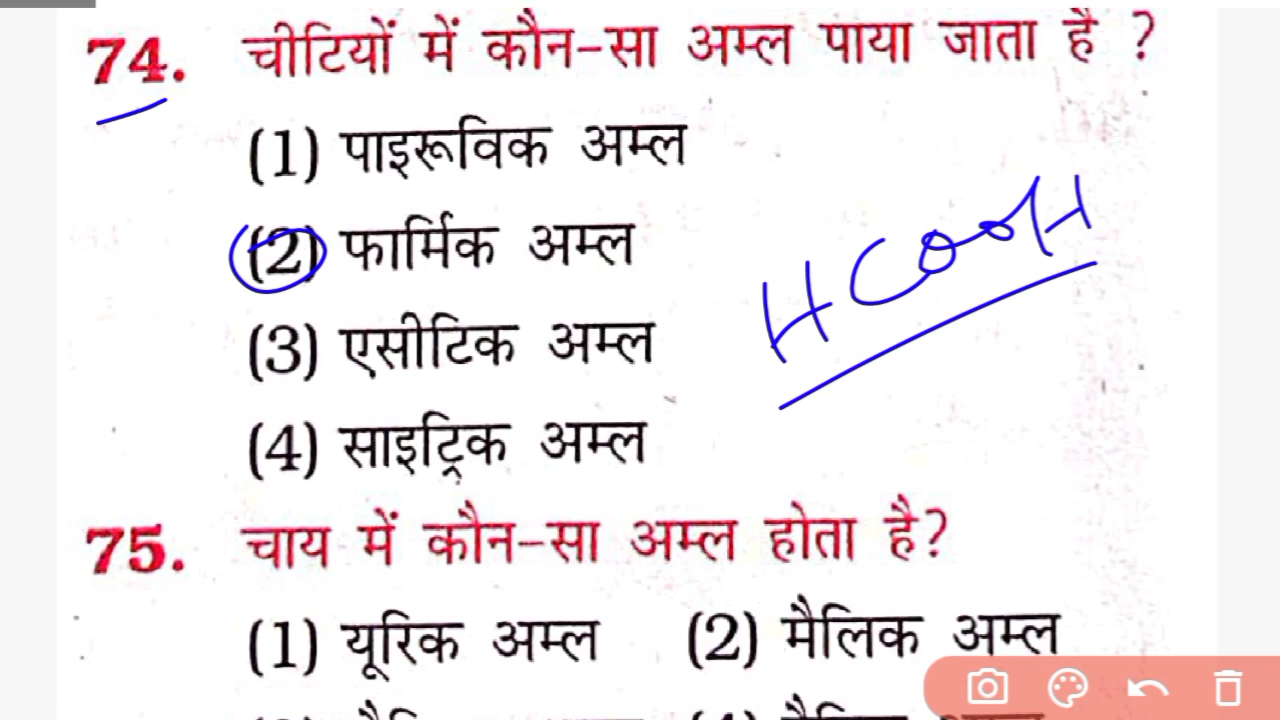 74. चीटियों में कौन-सा अम्ल पाया जाता है ?
(1) पाइरूविक अम्ल
(2) फार्मिक अम्ल
HCOOH
(3) एसीटिक अम्ल
(4) साइट्रिक अम्ल
75. चाय में कौन-सा अम्ल होता है?
(1) यूरिक अम्ल (2) मैलिक अम्ल